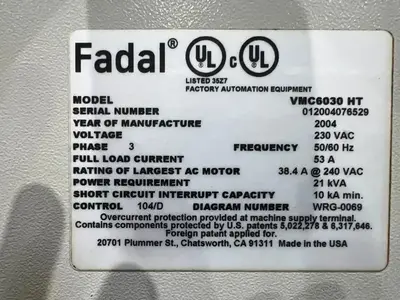 Fadal® UL c UL
LISTED 35Z7
FACTORY AUTOMATION EQUIPMENT
MODEL VMC6030 HT
SERIAL NUMBER 012004076529
YEAR OF MANUFACTURE 2004
VOLTAGE 230 VAC
PHASE 3 FREQUENCY 50/60 Hz
FULL LOAD CURRENT 53 A
RATING OF LARGEST AC MOTOR 38.4 A @ 240 VAC
POWER REQUIREMENT 21 kVA
SHORT CIRCUIT INTERRUPT CAPACITY 10 kA min.
CONTROL 104/D DIAGRAM NUMBER WRG-0069
Overcurrent protection provided at machine supply terminal.
Contains components protected by U.S. patents 5,022,278 & 6,317,646.
Foreign patent applied for.
20701 Plummer St., Chatsworth, CA 91311 Made in the USA